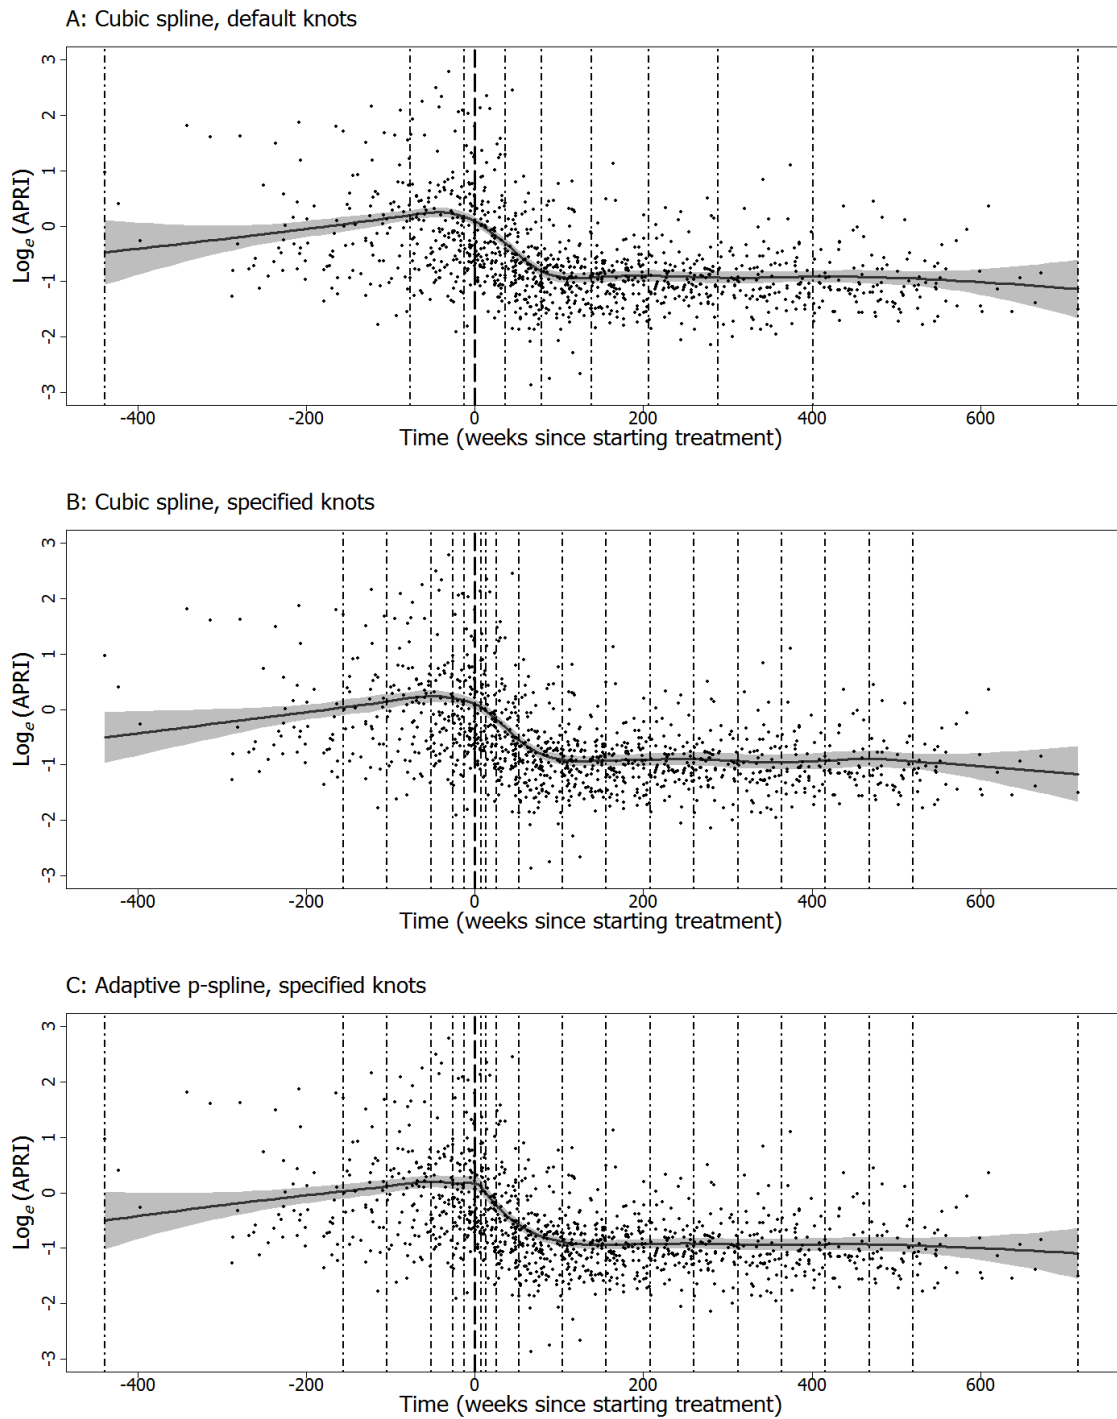 A: Cubic spline, default knots
3
2
1
0
-1
-2
-3
Logₑ (APRI)
-400 -200 0 200 400 600
Time (weeks since starting treatment)
B: Cubic spline, specified knots
3
2
1
0
-1
-2
-3
Logₑ (APRI)
-400 -200 0 200 400 600
Time (weeks since starting treatment)
C: Adaptive p-spline, specified knots
3
2
1
0
-1
-2
-3
Logₑ (APRI)
-400 -200 0 200 400 600
Time (weeks since starting treatment)